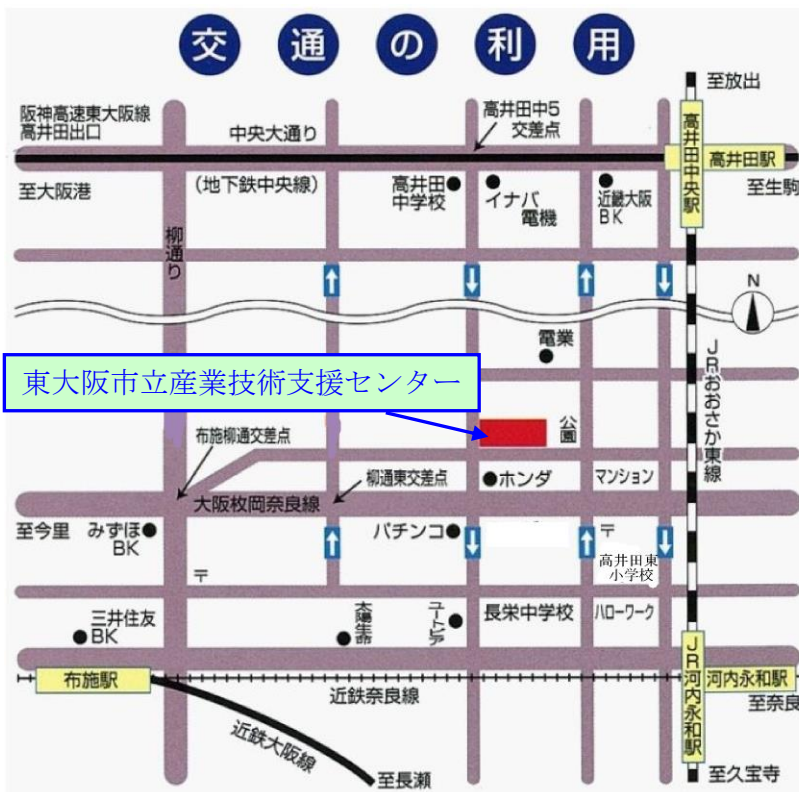 交通の利用
至放出
阪神高速東大阪線
高井田出口
中央大通り
高井田中5
交差点
高井田中央駅
高井田駅
至大阪港
(地下鉄中央線)
高井田
中学校
イナバ
電機
近畿大阪
BK
至生駒
柳通り
N
電業
JRおおさか東線
東大阪市立産業技術支援センター
公園
布施柳通交差点
柳通東交差点
ホンダ
マンション
大阪枚岡奈良線
至今里
みずほ
BK
パチンコ
〒
高井田東
小学校
〒
三井住友
BK
太陽生命
ユートピア
長栄中学校
ハローワーク
布施駅
近鉄奈良線
JR河内永和駅
河内永和駅
至奈良
近鉄大阪線
至長瀬
至久宝寺